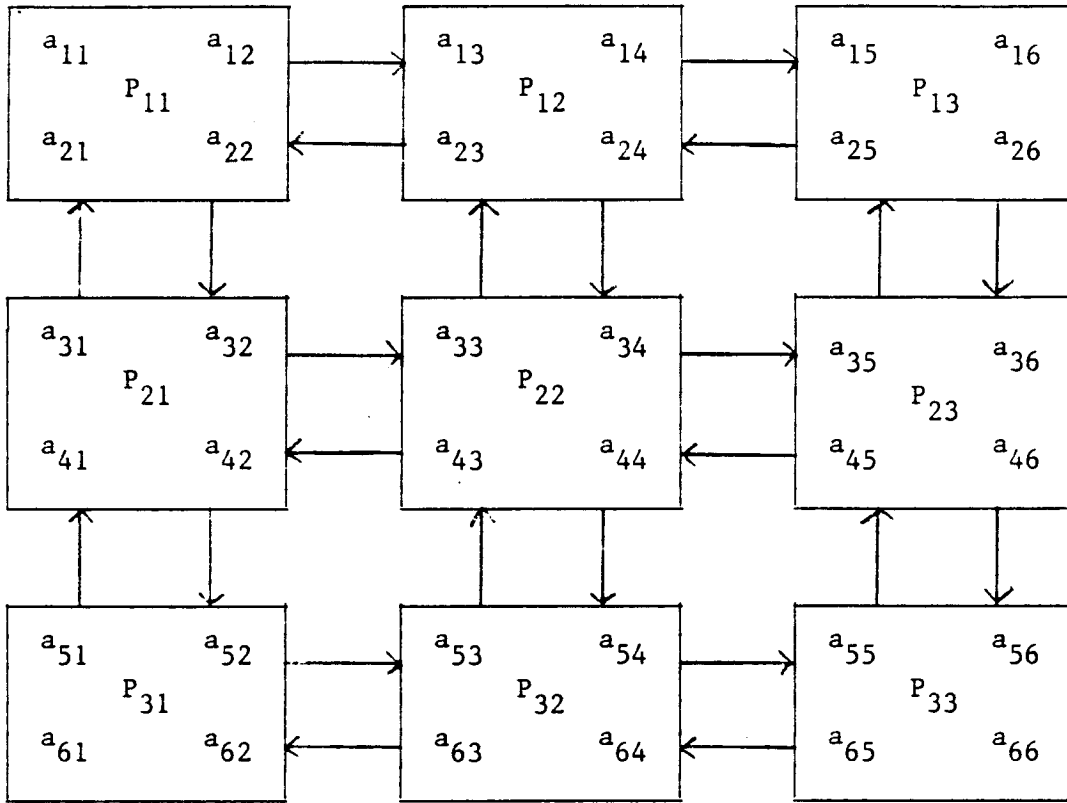 a11 a12 a13 a14 a15 a16
P11 P12 P13
a21 a22 a23 a24 a25 a26
a31 a32 a33 a34 a35 a36
P21 P22 P23
a41 a42 a43 a44 a45 a46
a51 a52 a53 a54 a55 a56
P31 P32 P33
a61 a62 a63 a64 a65 a66